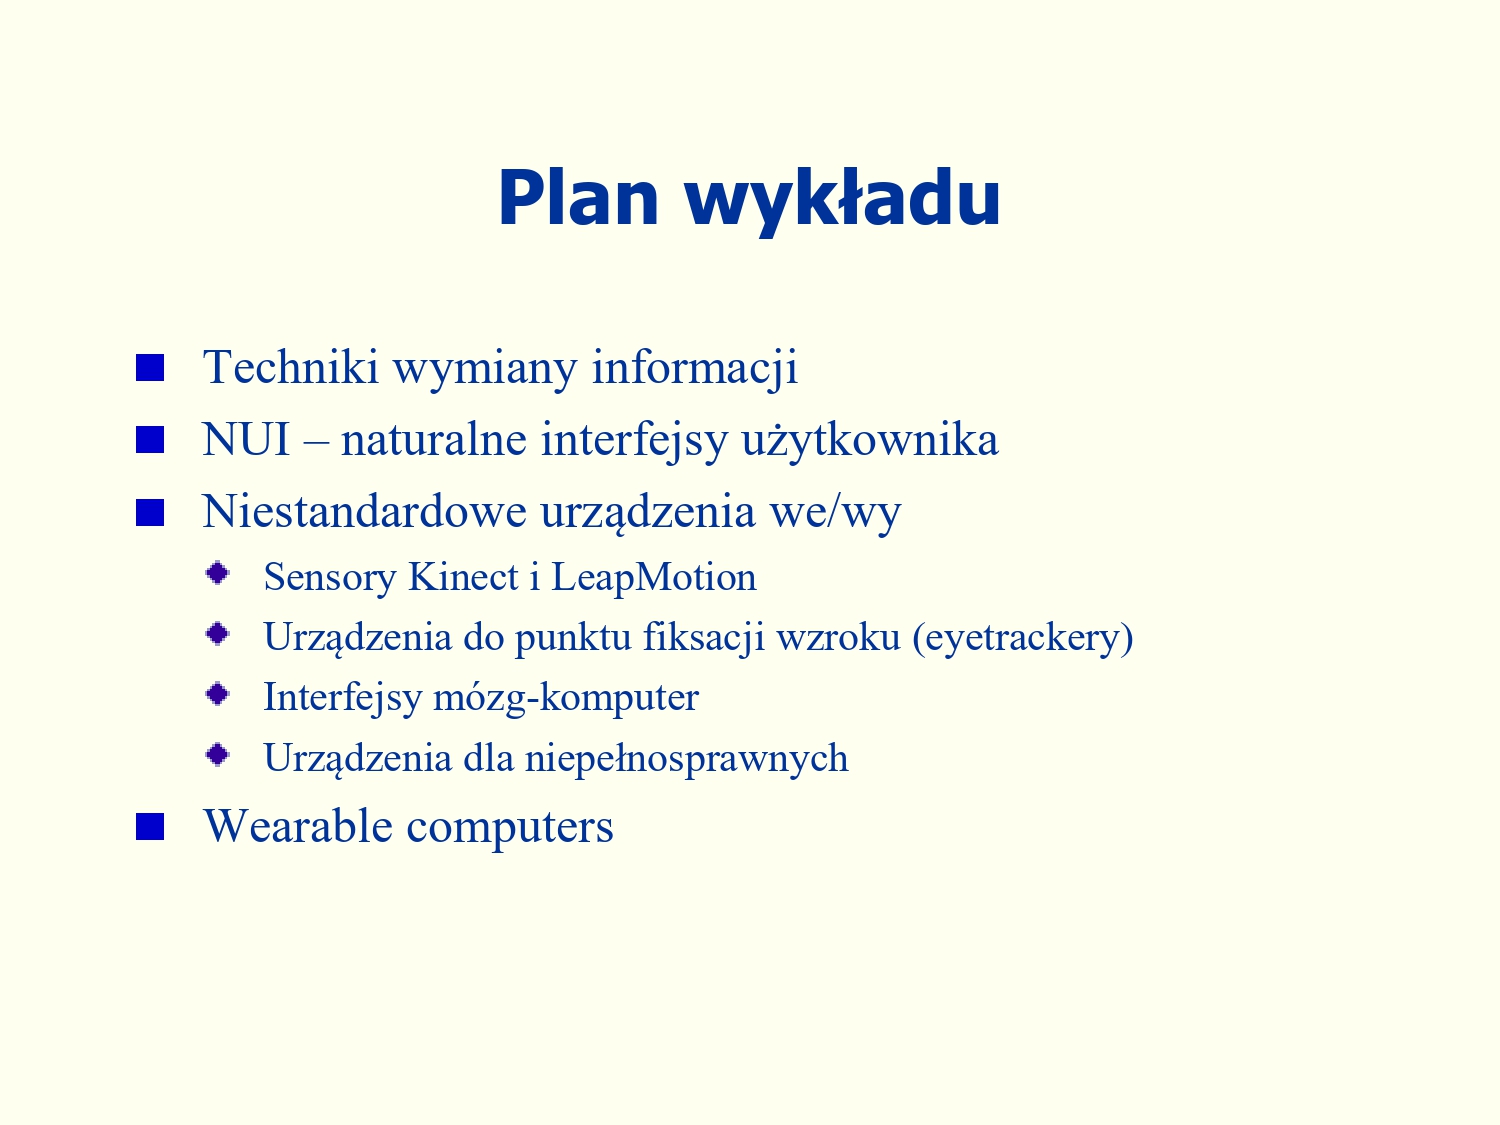 Plan wykładu
Techniki wymiany informacji
NUI – naturalne interfejsy użytkownika
Niestandardowe urządzenia we/wy
Sensory Kinect i LeapMotion
Urządzenia do punktu fiksacji wzroku (eyetrackery)
Interfejsy mózg-komputer
Urządzenia dla niepełnosprawnych
Wearable computers